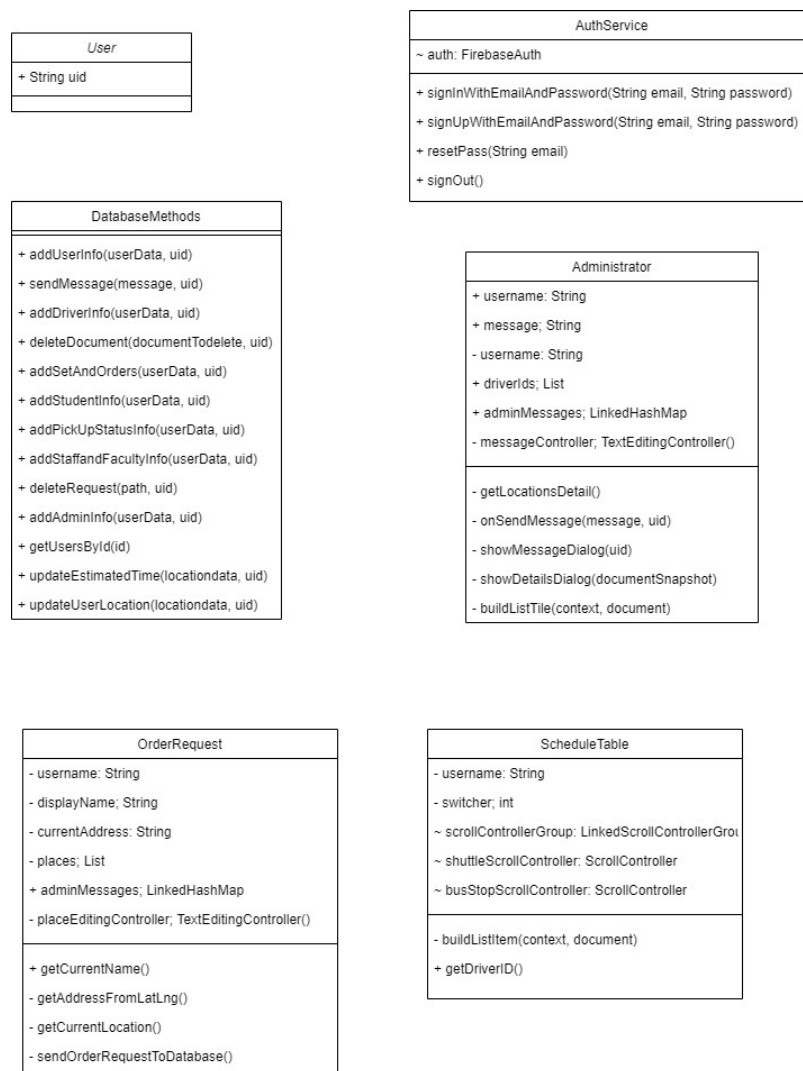 User
+ String uid
AuthService
~ auth: FirebaseAuth
+ signInWithEmailAndPassword(String email, String password)
+ signUpWithEmailAndPassword(String email, String password)
+ resetPass(String email)
+ signOut()
DatabaseMethods
+ addUserInfo(userData, uid)
+ sendMessage(message, uid)
+ addDriverInfo(userData, uid)
+ deleteDocument(documentTodelete, uid)
+ addSetAndOrders(userData, uid)
+ addStudentInfo(userData, uid)
+ addPickUpStatusInfo(userData, uid)
+ addStaffandFacultyInfo(userData, uid)
+ deleteRequest(path, uid)
+ addAdminInfo(userData, uid)
+ getUsersById(id)
+ updateEstimatedTime(locationdata, uid)
+ updateUserLocation(locationdata, uid)
Administrator
+ username: String
+ message; String
- username: String
+ driverIds; List
+ adminMessages; LinkedHashMap
- messageController; TextEditingController()
- getLocationsDetail()
- onSendMessage(message, uid)
- showMessageDialog(uid)
- showDetailsDialog(documentSnapshot)
- buildListTile(context, document)
OrderRequest
- username: String
- displayName; String
- currentAddress: String
- places; List
+ adminMessages; LinkedHashMap
- placeEditingController; TextEditingController()
+ getCurrentName()
- getAddressFromLatLng()
- getCurrentLocation()
- sendOrderRequestToDatabase()
ScheduleTable
- username: String
- switcher; int
~ scrollControllerGroup: LinkedScrollControllerGrou
~ shuttleScrollController: ScrollController
~ busStopScrollController: ScrollController
- buildListItem(context, document)
+ getDriverID()